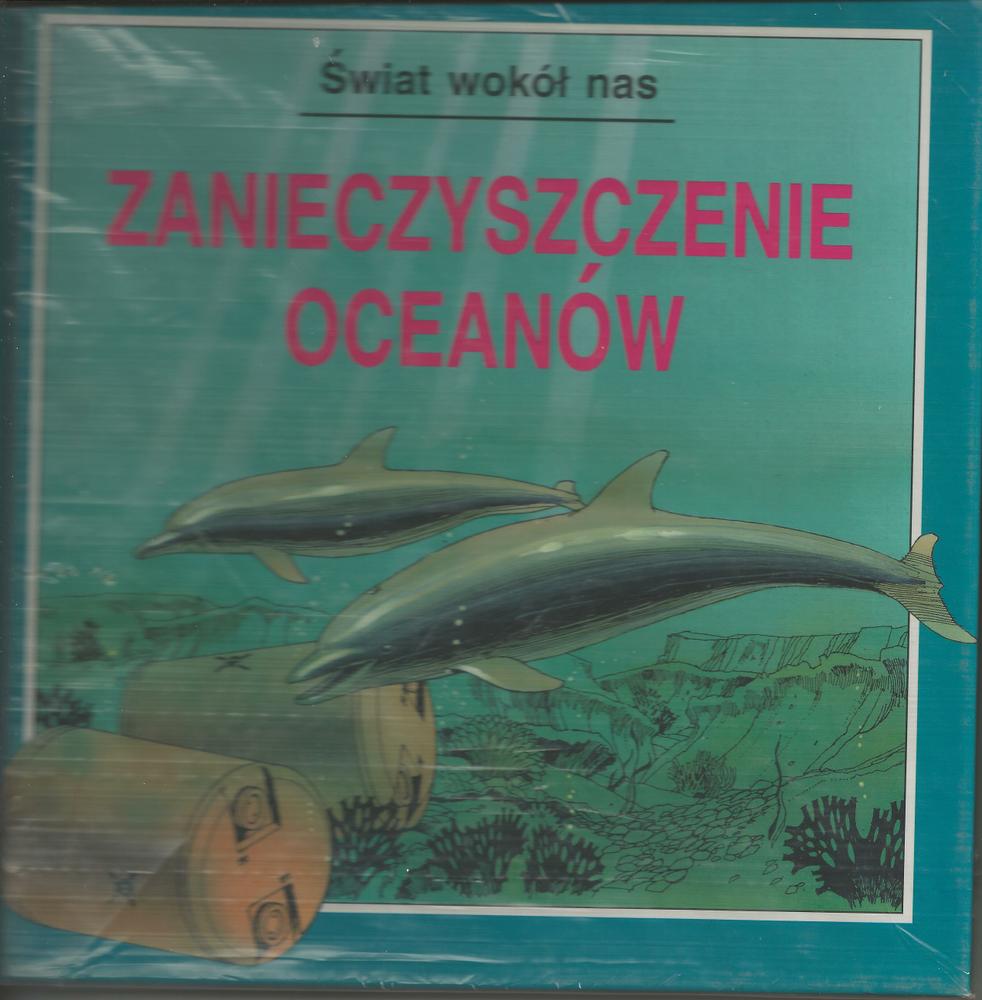 Świat wokół nas
ZANIECZYSZCZENIE
OCEANÓW